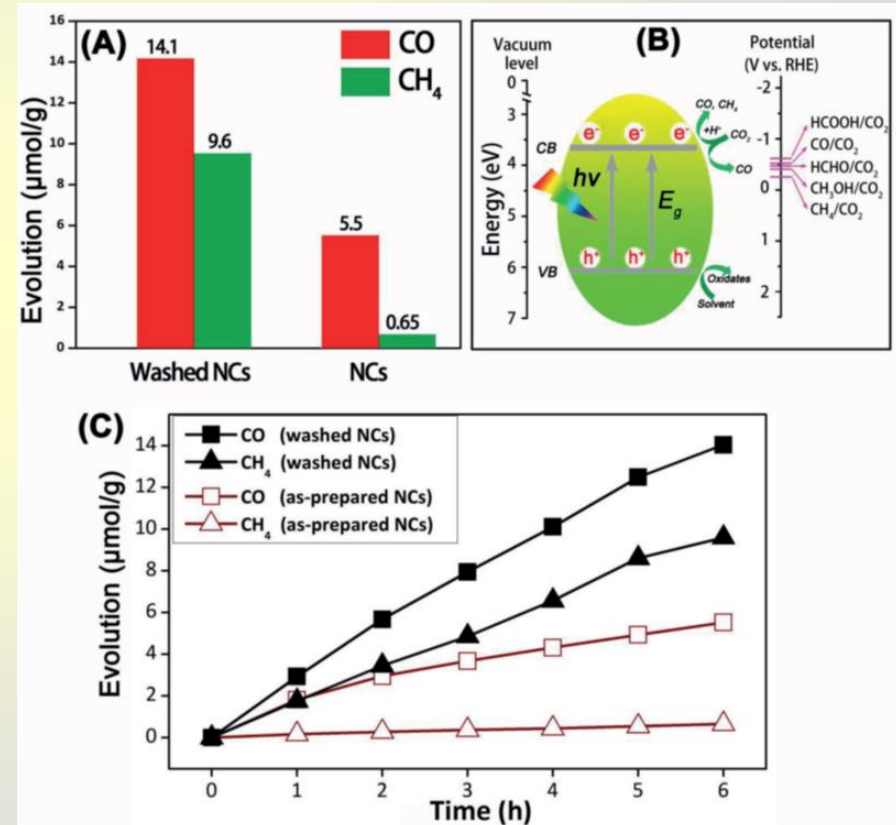 (A)
CO
CH4
16
14
12
10
8
6
4
2
0
14.1
9.6
5.5
0.65
Evolution (μmol/g)
Washed NCs
NCs
(B)
Vacuum
level
Potential
(V vs. RHE)
0
3
4
5
6
7
Energy (eV)
CB
e- e- e-
hν
Eg
VB
h+ h+ h+
CO, CH4
+H+
CO2
CO
Oxidates
Solvent
-2
-1
0
1
2
HCOOH/CO2
CO/CO2
HCHO/CO2
CH3OH/CO2
CH4/CO2
(C)
CO (washed NCs)
CH4 (washed NCs)
CO (as-prepared NCs)
CH4 (as-prepared NCs)
14
12
10
8
6
4
2
0
Evolution (μmol/g)
0 1 2 3 4 5 6
Time (h)